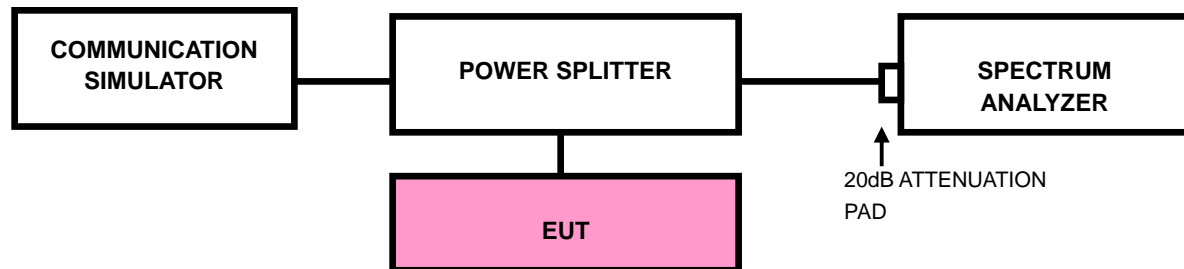 COMMUNICATION
SIMULATOR
POWER SPLITTER
SPECTRUM
ANALYZER
20dB ATTENUATION
PAD
EUT